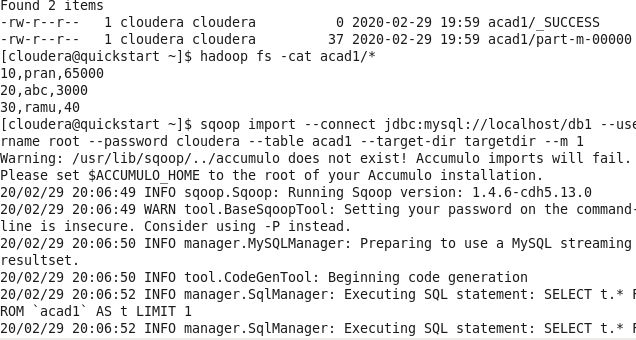 Found 2 items
-rw-r--r--   1 cloudera cloudera          0 2020-02-29 19:59 acad1/_SUCCESS
-rw-r--r--   1 cloudera cloudera         37 2020-02-29 19:59 acad1/part-m-00000
[cloudera@quickstart ~]$ hadoop fs -cat acad1/*
10,pran,65000
20,abc,3000
30,ramu,40
[cloudera@quickstart ~]$ sqoop import --connect jdbc:mysql://localhost/db1 --use
rname root --password cloudera --table acad1 --target-dir targetdir --m 1
Warning: /usr/lib/sqoop/../accumulo does not exist! Accumulo imports will fail.
Please set $ACCUMULO_HOME to the root of your Accumulo installation.
20/02/29 20:06:49 INFO sqoop.Sqoop: Running Sqoop version: 1.4.6-cdh5.13.0
20/02/29 20:06:49 WARN tool.BaseSqoopTool: Setting your password on the command-
line is insecure. Consider using -P instead.
20/02/29 20:06:50 INFO manager.MySQLManager: Preparing to use a MySQL streaming
resultset.
20/02/29 20:06:50 INFO tool.CodeGenTool: Beginning code generation
20/02/29 20:06:52 INFO manager.SqlManager: Executing SQL statement: SELECT t.* F
ROM `acad1` AS t LIMIT 1
20/02/29 20:06:52 INFO manager.SqlManager: Executing SQL statement: SELECT t.* F